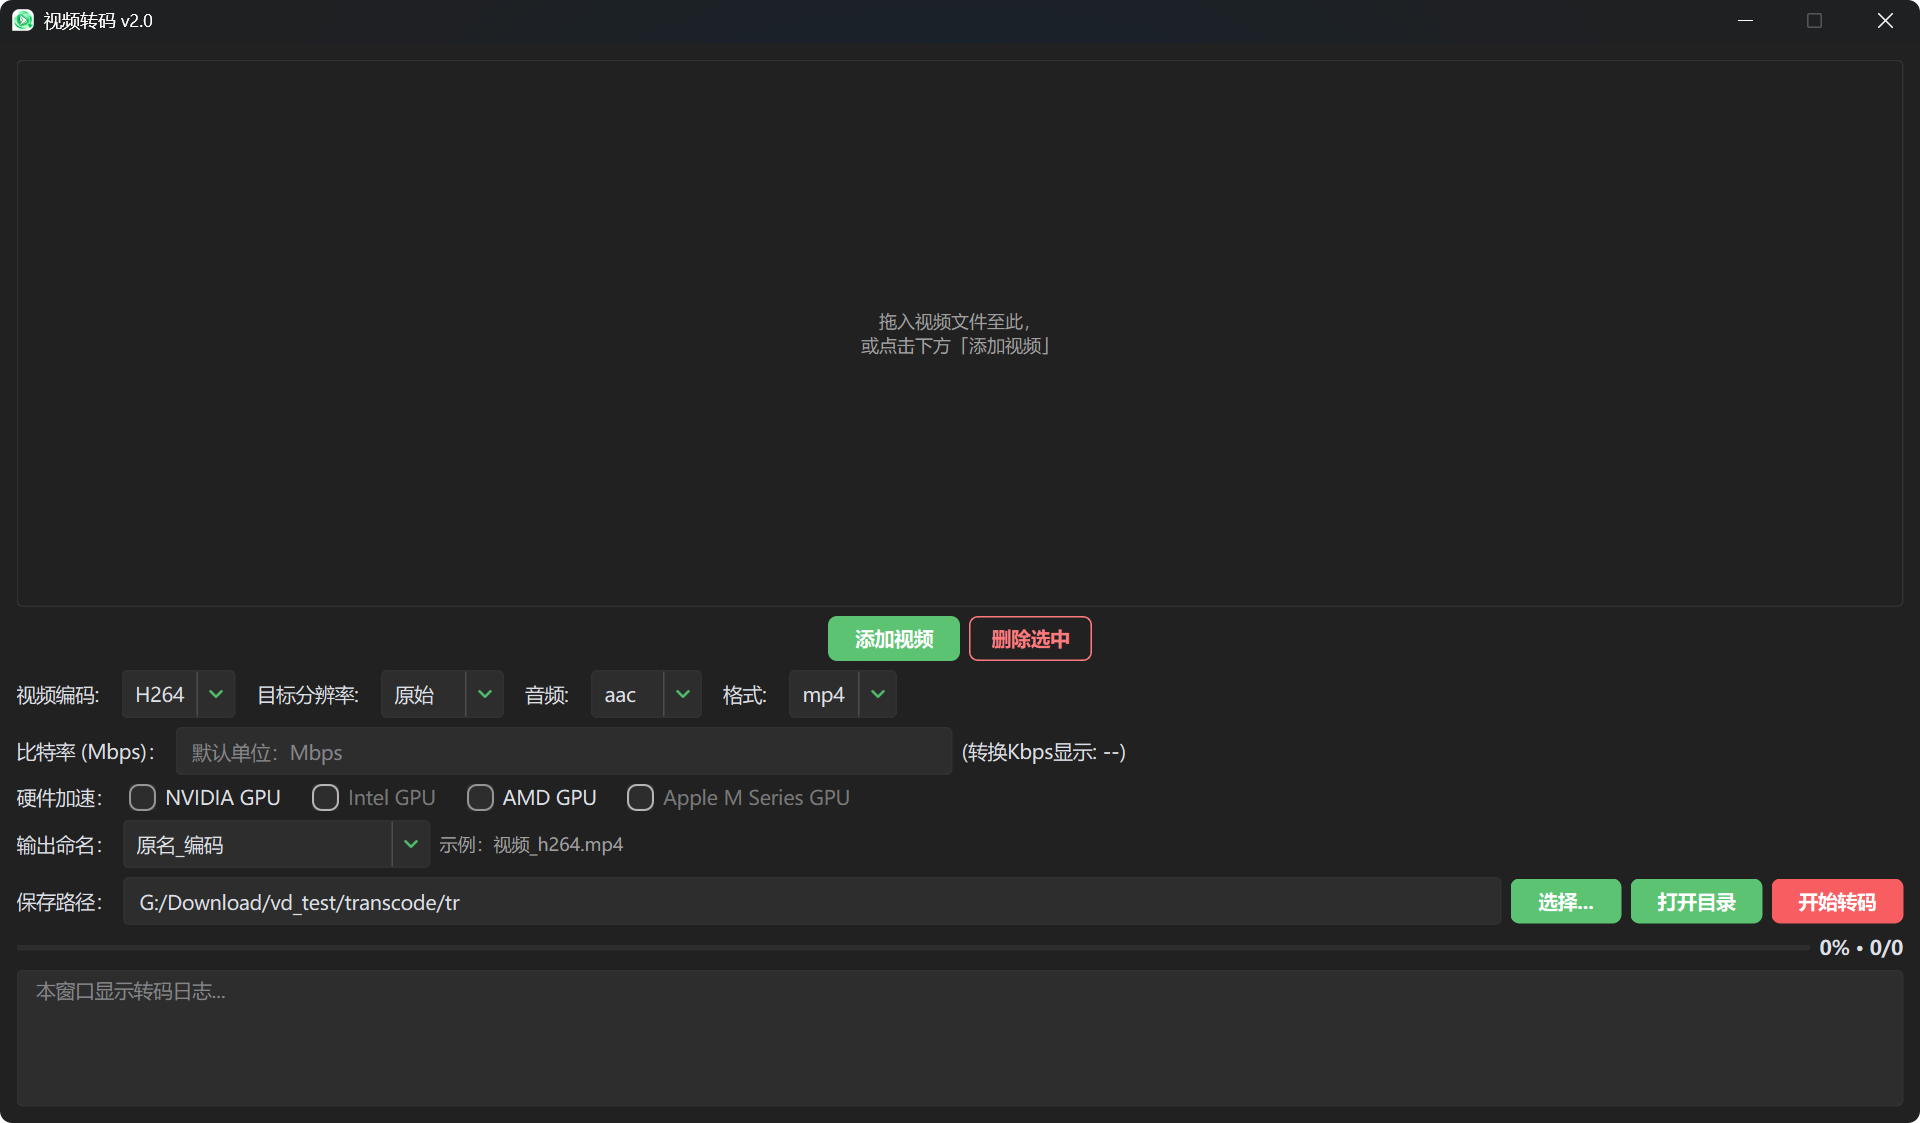 视频转码 v2.0
拖入视频文件至此，
或点击下方「添加视频」
添加视频 删除选中
视频编码: H264 目标分辨率: 原始 音频: aac 格式: mp4
比特率 (Mbps)： 默认单位：Mbps (转换Kbps显示: --)
硬件加速： NVIDIA GPU Intel GPU AMD GPU Apple M Series GPU
输出命名： 原名_编码 示例：视频_h264.mp4
保存路径： G:/Download/vd_test/transcode/tr 选择... 打开目录 开始转码
0% • 0/0
本窗口显示转码日志...